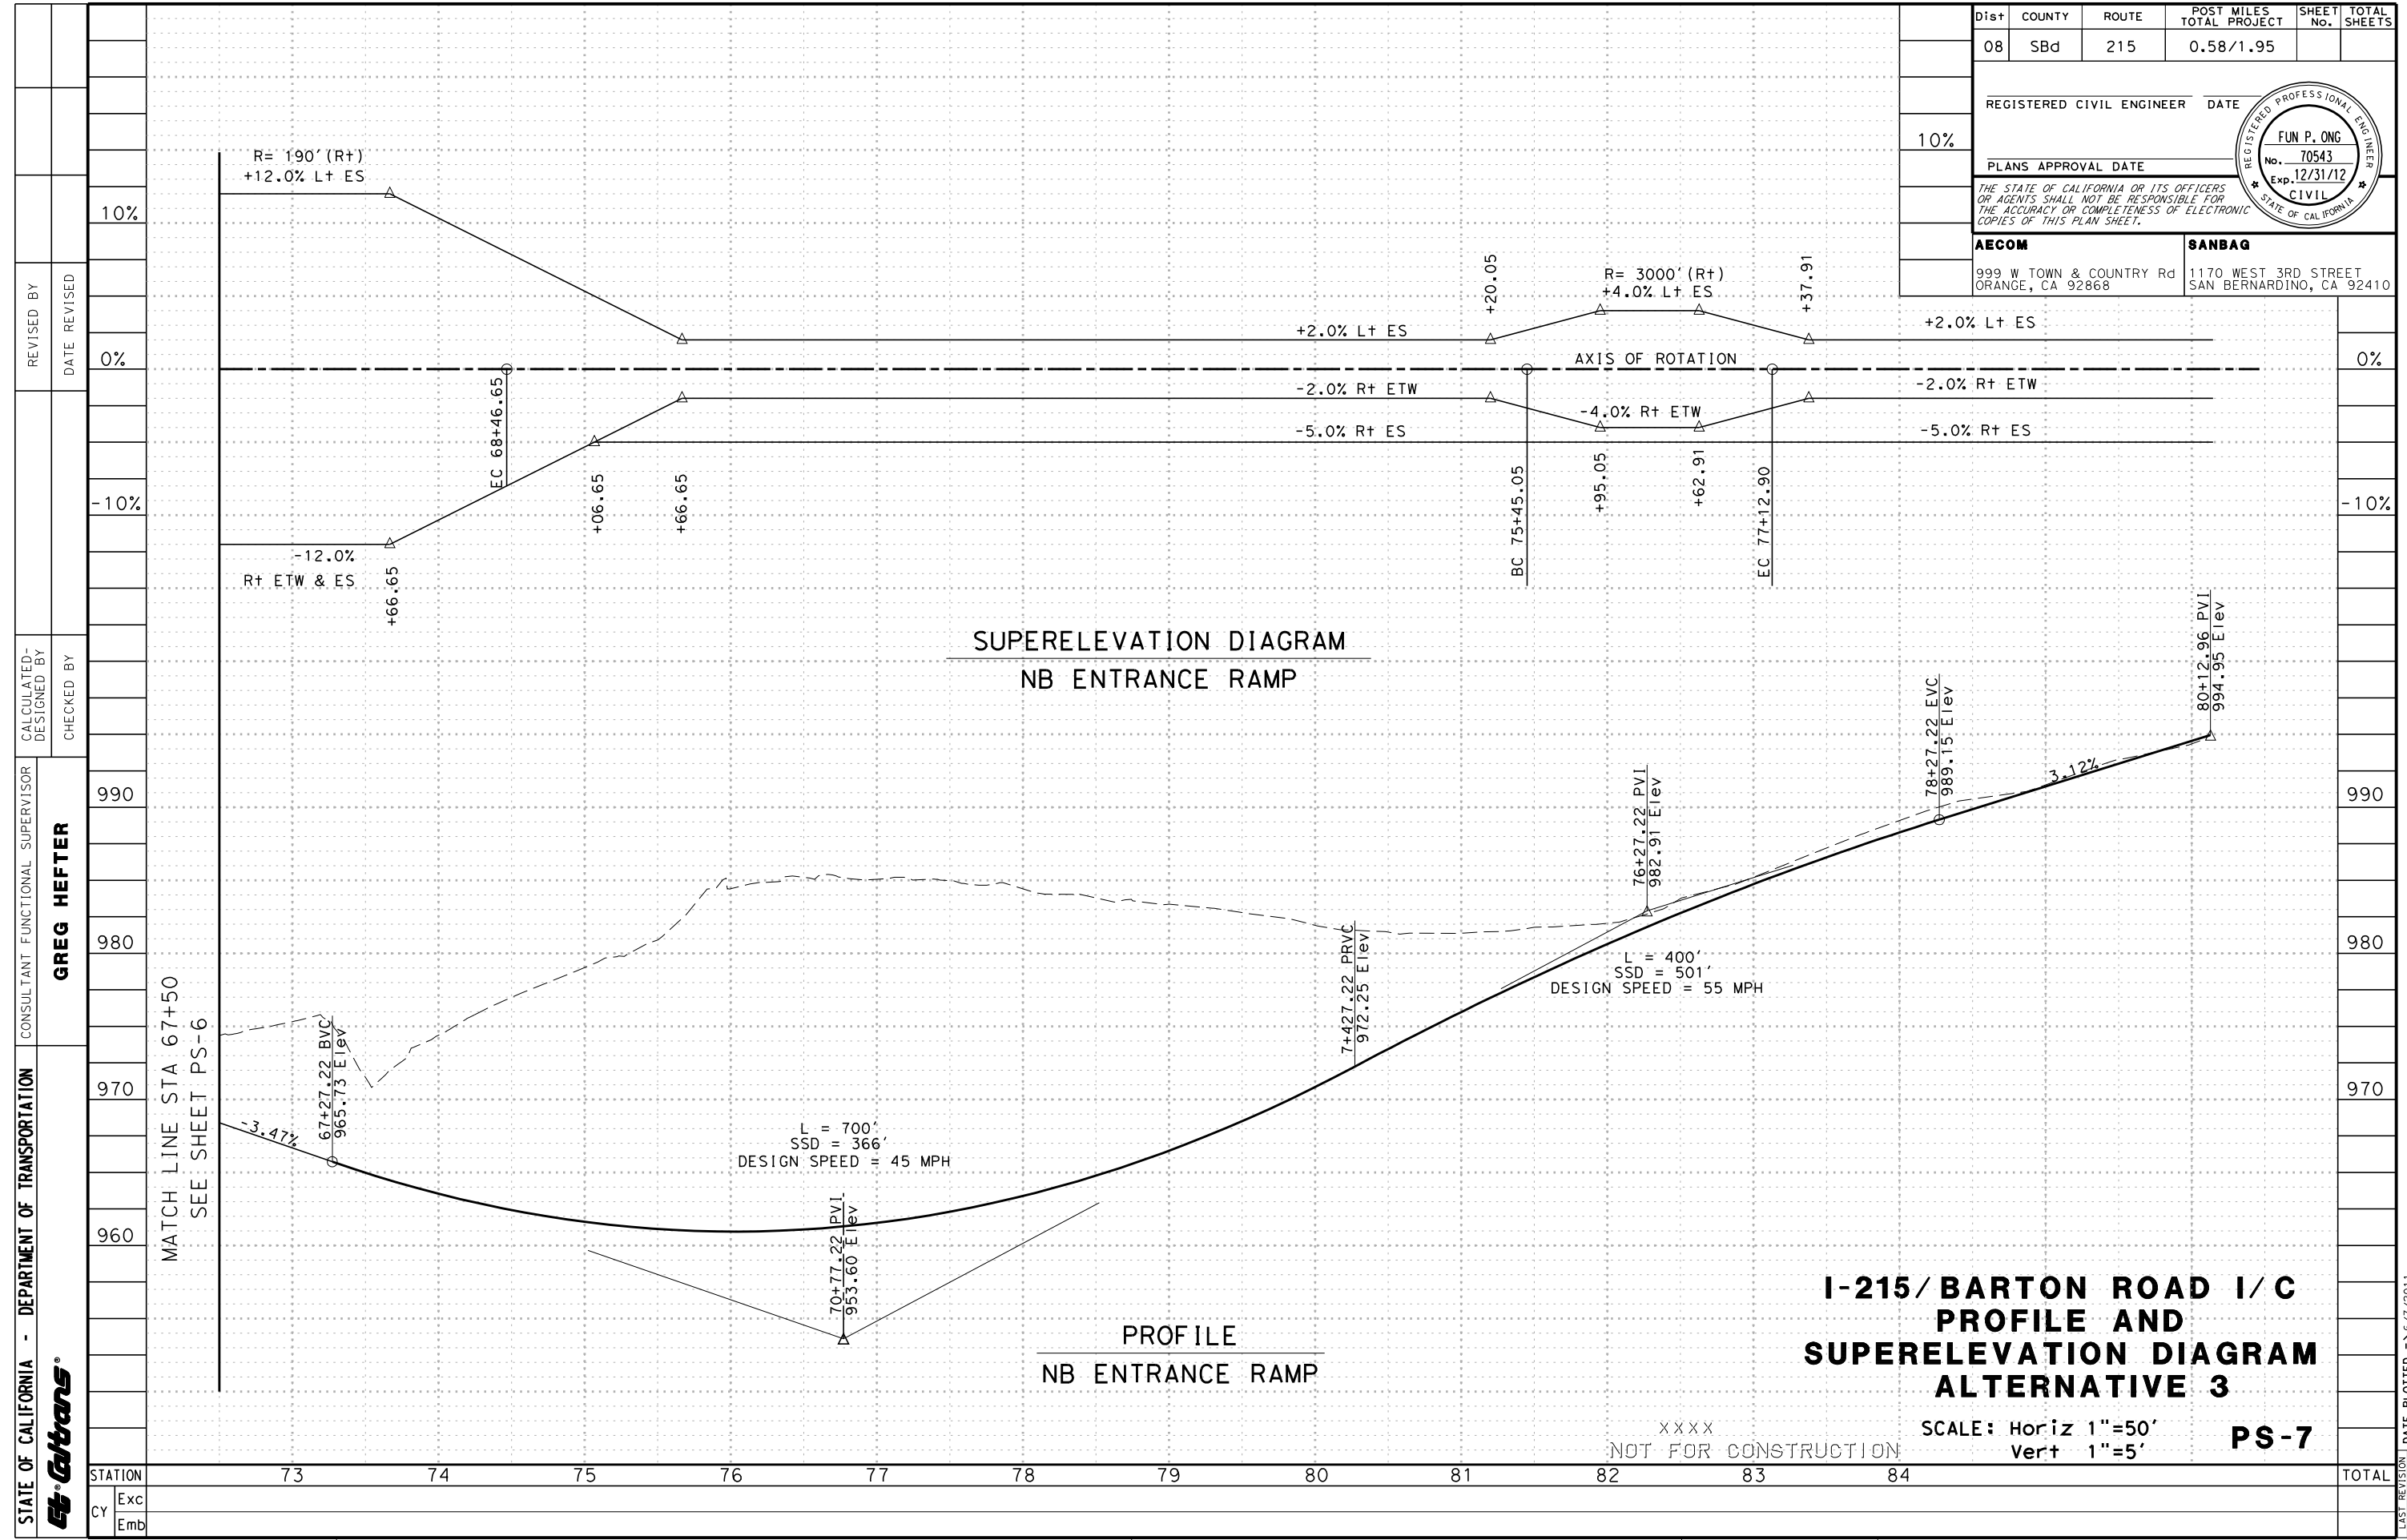 Dist COUNTY ROUTE POST MILES TOTAL PROJECT SHEET No. TOTAL SHEETS
08 SBd 215 0.58/1.95
REGISTERED CIVIL ENGINEER DATE
PLANS APPROVAL DATE
REGISTERED PROFESSIONAL ENGINEER
FUN P. ONG
No. 70543
Exp. 12/31/12
CIVIL
STATE OF CALIFORNIA
THE STATE OF CALIFORNIA OR ITS OFFICERS
OR AGENTS SHALL NOT BE RESPONSIBLE FOR
THE ACCURACY OR COMPLETENESS OF ELECTRONIC
COPIES OF THIS PLAN SHEET.
AECOM
999 W TOWN & COUNTRY Rd
ORANGE, CA 92868
SANBAG
1170 WEST 3RD STREET
SAN BERNARDINO, CA 92410
REVISED BY
DATE REVISED
CALCULATED-
DESIGNED BY
CHECKED BY
CONSULTANT FUNCTIONAL SUPERVISOR
GREG HEFTER
STATE OF CALIFORNIA - DEPARTMENT OF TRANSPORTATION
Et Caltrans
10%
0%
-10%
10%
0%
-10%
R= 190'(Rt)
+12.0% Lt ES
-12.0%
Rt ETW & ES
+66.65
EC 68+46.65
+06.65
+66.65
+2.0% Lt ES
-2.0% Rt ETW
-5.0% Rt ES
+20.05
R= 3000'(Rt)
+4.0% Lt ES
+37.91
AXIS OF ROTATION
-4.0% Rt ETW
BC 75+45.05
+95.05
+62.91
EC 77+12.90
+2.0% Lt ES
-2.0% Rt ETW
-5.0% Rt ES
SUPERELEVATION DIAGRAM
NB ENTRANCE RAMP
990
980
970
960
990
980
970
MATCH LINE STA 67+50
SEE SHEET PS-6
-3.47%
67+27.22 BVC
965.73 Elev
L = 700'
SSD = 366'
DESIGN SPEED = 45 MPH
70+77.22 PVI
953.60 Elev
7+427.22 PRVC
972.25 Elev
L = 400'
SSD = 501'
DESIGN SPEED = 55 MPH
76+27.22 PVI
982.91 Elev
78+27.22 EVC
989.15 Elev
3.12%
80+12.96 PVI
994.95 Elev
PROFILE
NB ENTRANCE RAMP
I-215/BARTON ROAD I/C
PROFILE AND
SUPERELEVATION DIAGRAM
ALTERNATIVE 3
SCALE: Horiz 1"=50'
Vert 1"=5'
PS-7
XXXX
NOT FOR CONSTRUCTION
STATION 73 74 75 76 77 78 79 80 81 82 83 84 TOTAL
CY Exc
Emb
LAST REVISION
DATE PLOTTED =>